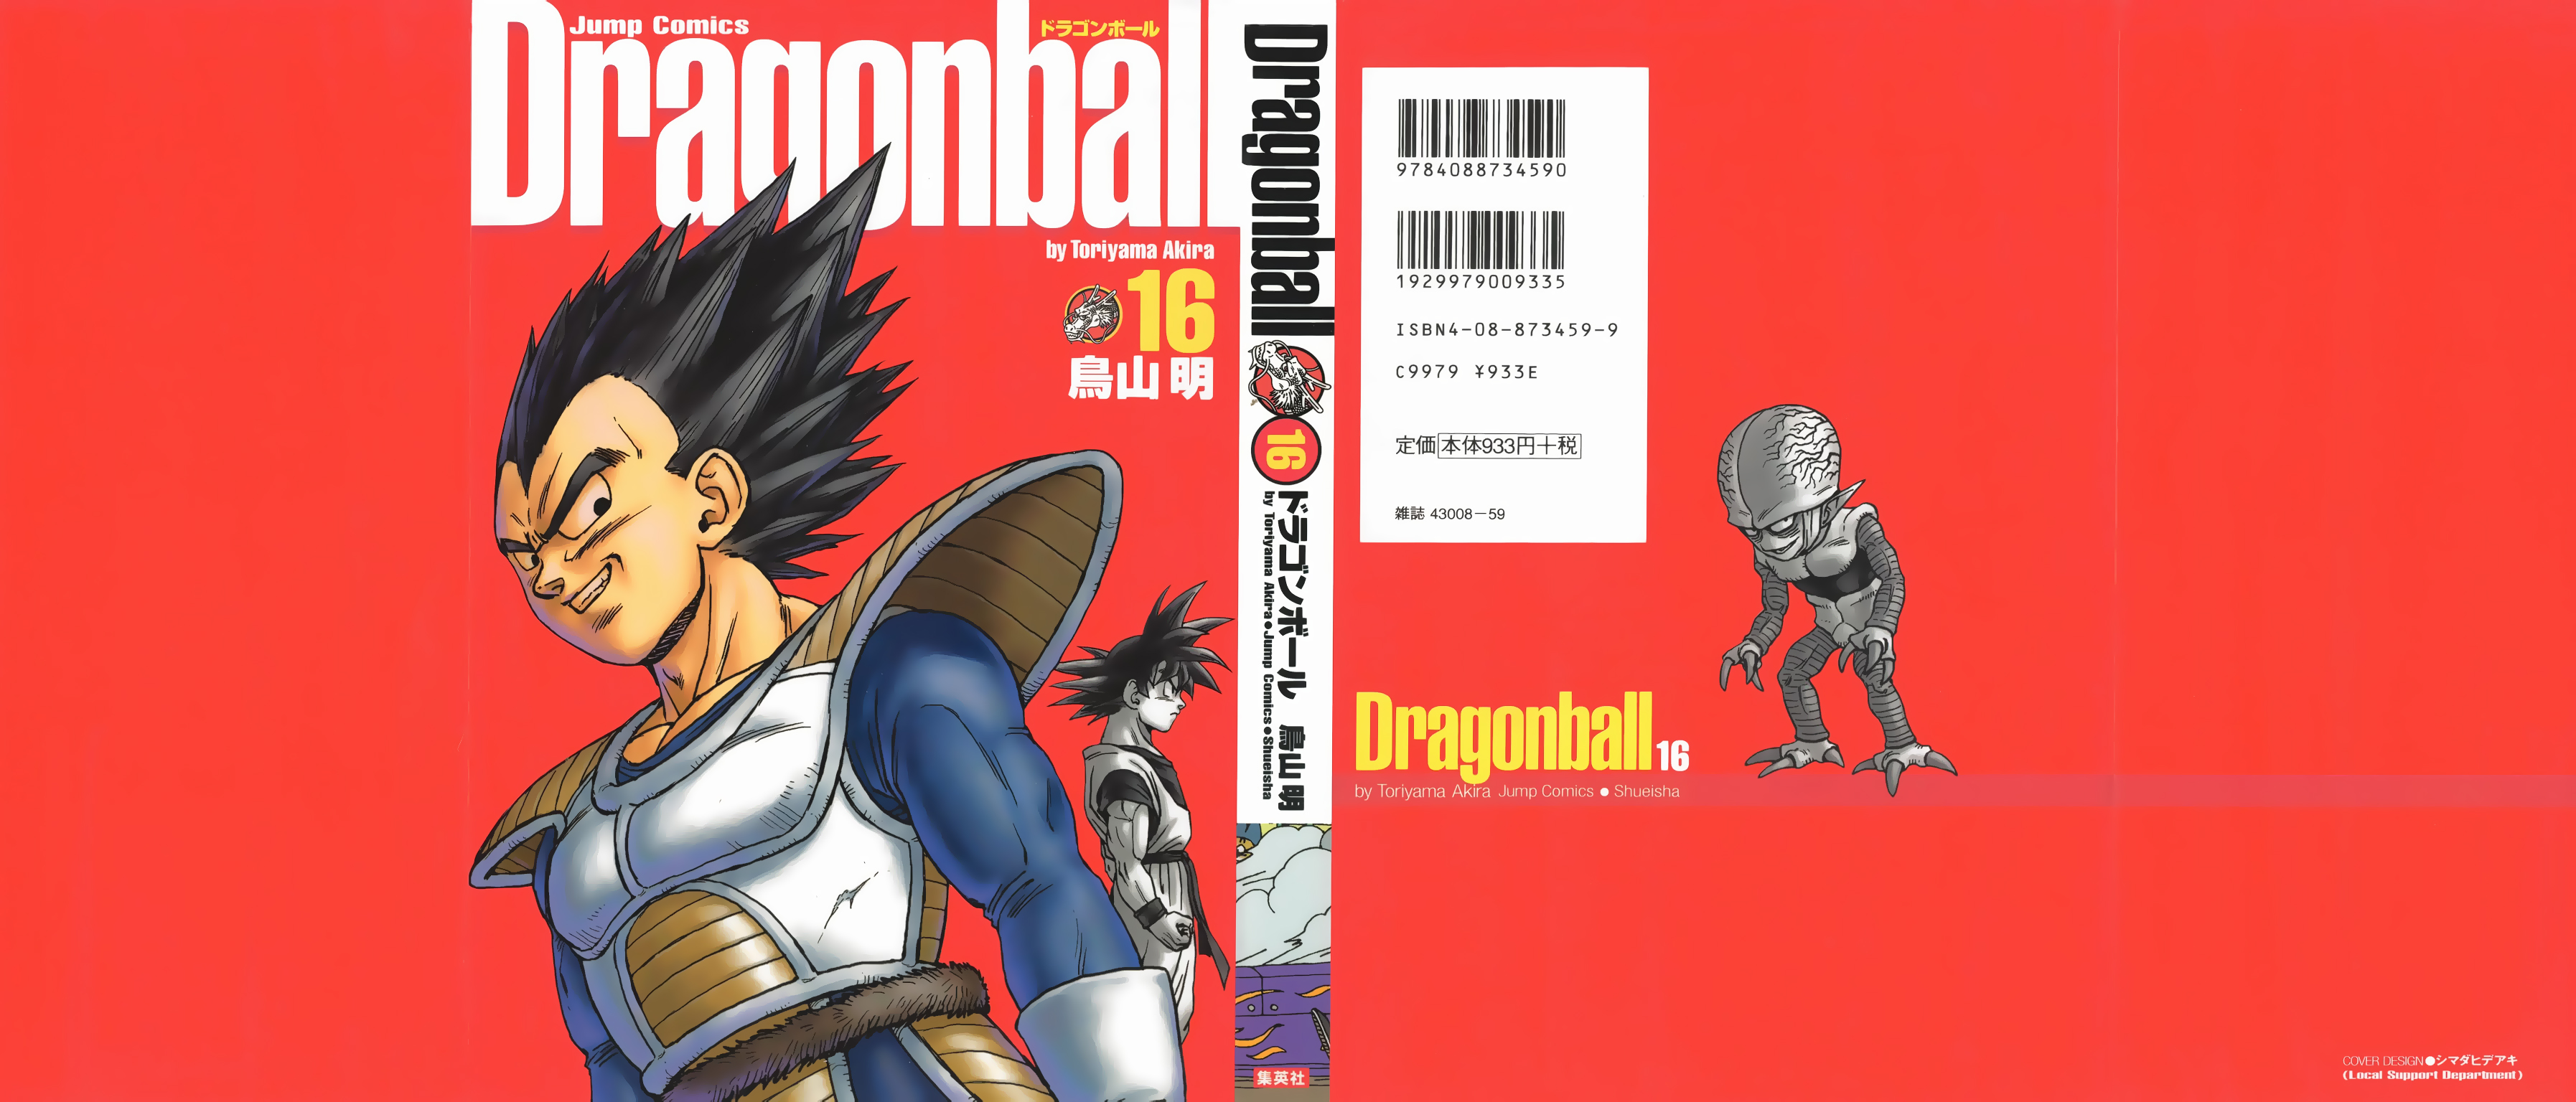 Jump Comics
ドラゴンボール
Dragonball
by Toriyama Akira
16
鳥山 明
Dragonball
16
ドラゴンボール 鳥山 明
by Toriyama Akira●Jump Comics●Shueisha
集英社
9784088734590
1929979009335
ISBN4-08-873459-9
C9979 ¥933E
定価本体933円+税
雑誌 43008-59
Dragonball 16
by Toriyama Akira Jump Comics ● Shueisha
COVER DESIGN●シマダヒデアキ
(Local Support Department)